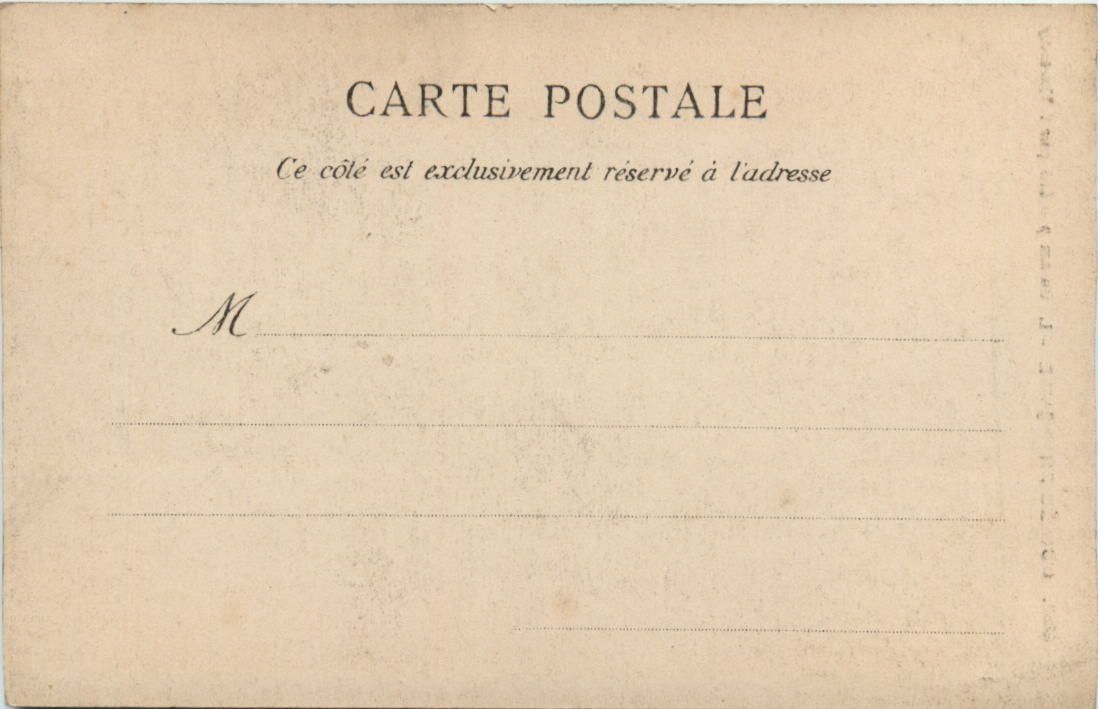 CARTE POSTALE
Ce côté est exclusivement réservé à l'adresse
M